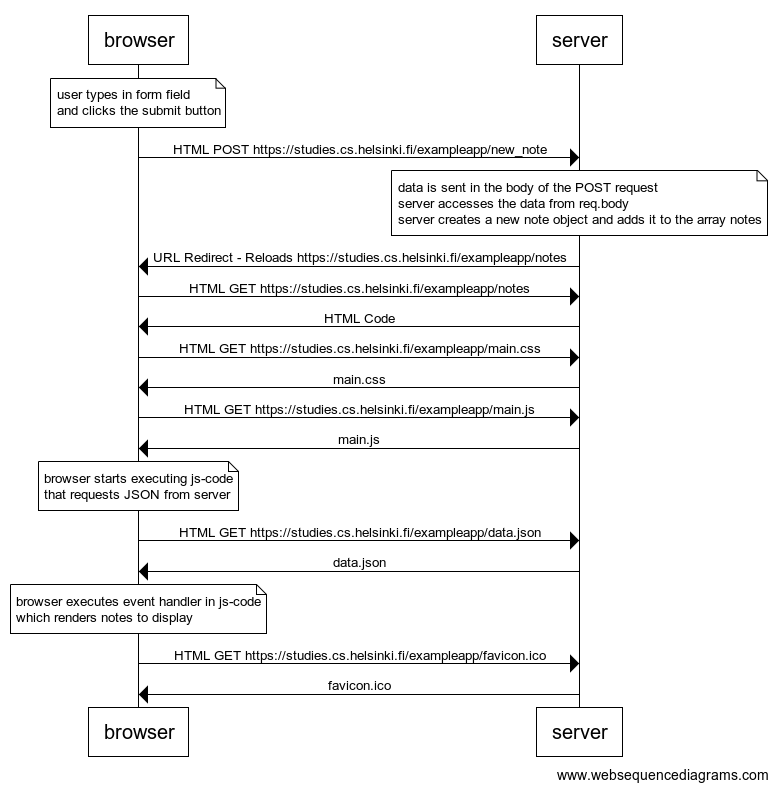 browser
server
user types in form field
and clicks the submit button
HTML POST https://studies.cs.helsinki.fi/exampleapp/new_note
data is sent in the body of the POST request
server accesses the data from req.body
server creates a new note object and adds it to the array notes
URL Redirect - Reloads https://studies.cs.helsinki.fi/exampleapp/notes
HTML GET https://studies.cs.helsinki.fi/exampleapp/notes
HTML Code
HTML GET https://studies.cs.helsinki.fi/exampleapp/main.css
main.css
HTML GET https://studies.cs.helsinki.fi/exampleapp/main.js
main.js
browser starts executing js-code
that requests JSON from server
HTML GET https://studies.cs.helsinki.fi/exampleapp/data.json
data.json
browser executes event handler in js-code
which renders notes to display
HTML GET https://studies.cs.helsinki.fi/exampleapp/favicon.ico
favicon.ico
browser
server
www.websequencediagrams.com